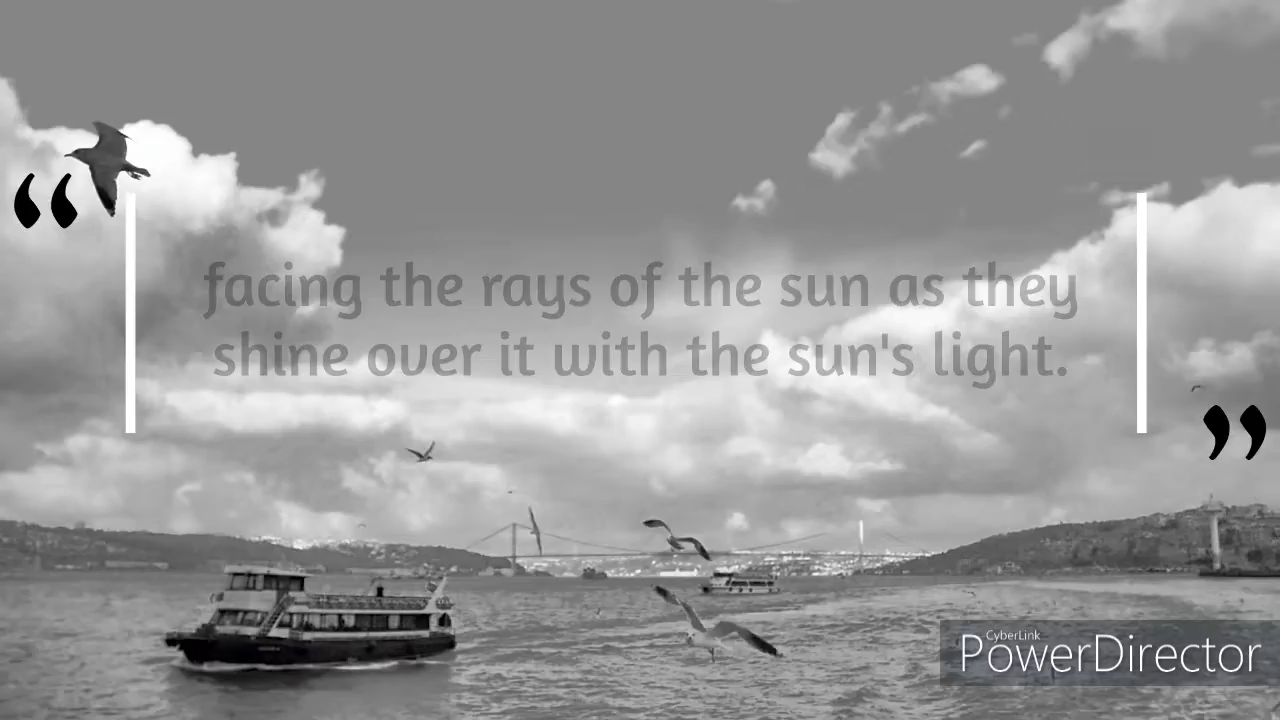 “
facing the rays of the sun as they
shine over it with the sun's light.
”
CyberLink
PowerDirector